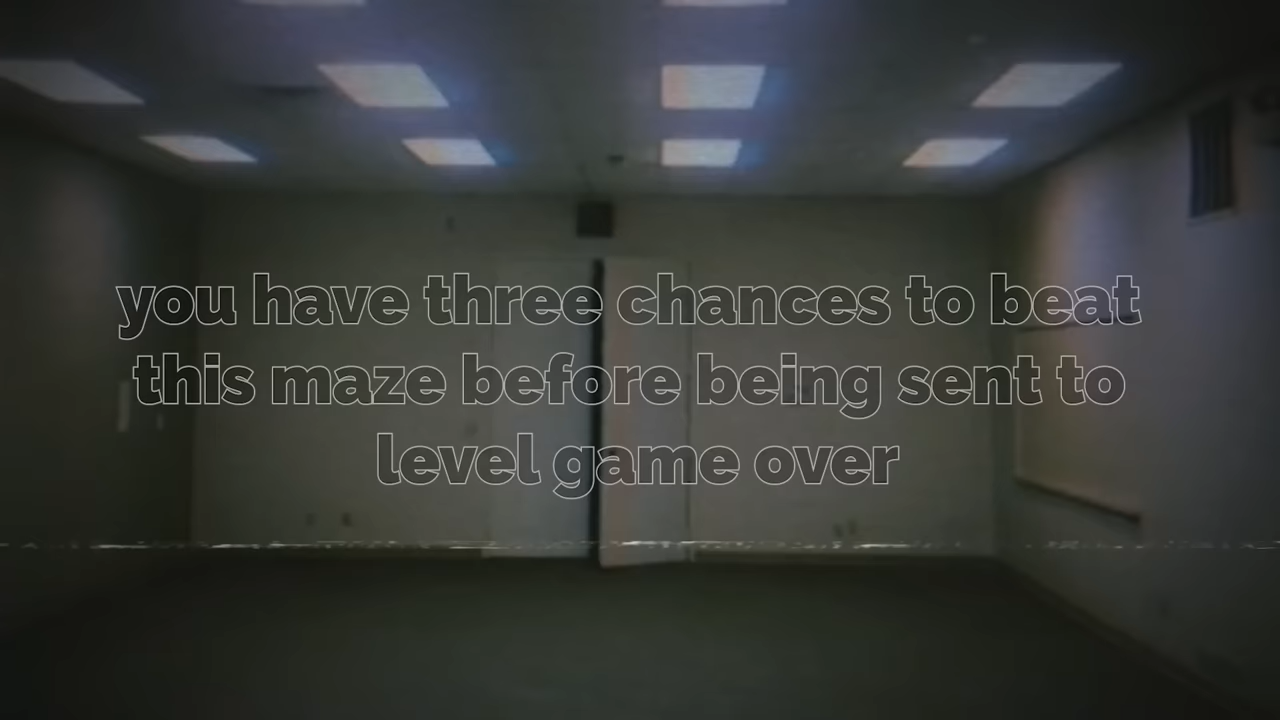 you have three chances to beat
this maze before being sent to
level game over